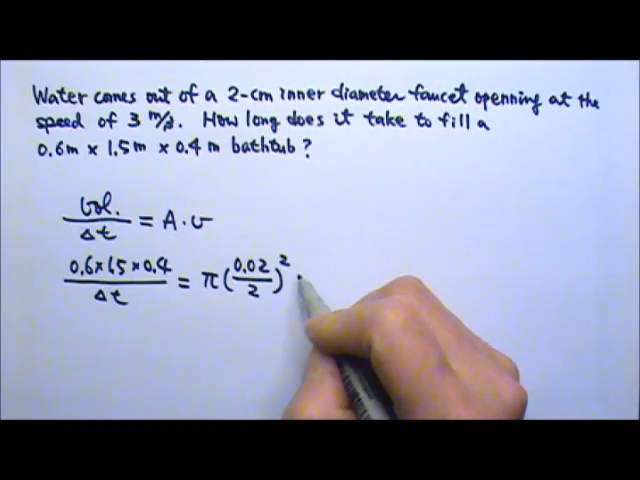 Water comes out of a 2-cm inner diameter faucet openning at the
speed of 3 m/s. How long does it take to fill a
0.6m × 1.5m × 0.4 m bathtub?
Vol. / Δt = A · v
0.6 × 1.5 × 0.4 / Δt = π (0.02 / 2)² ·